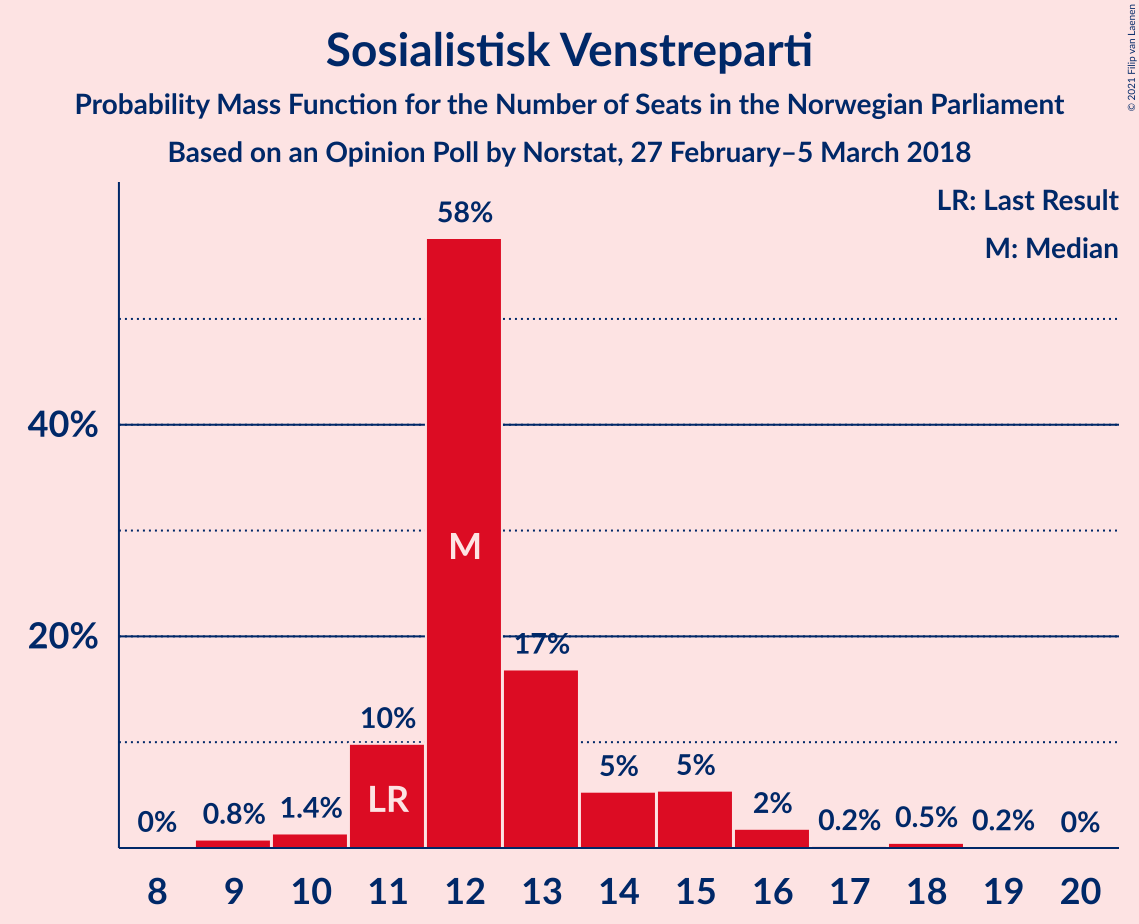 Sosialistisk Venstreparti
Probability Mass Function for the Number of Seats in the Norwegian Parliament
Based on an Opinion Poll by Norstat, 27 February–5 March 2018
© 2021 Filip van Laenen
LR: Last Result
M: Median
58%
40%
M
20%
17%
10%
LR
5%
5%
0%
0.8%
1.4%
2%
0.2%
0.5%
0.2%
0%
8 9 10 11 12 13 14 15 16 17 18 19 20